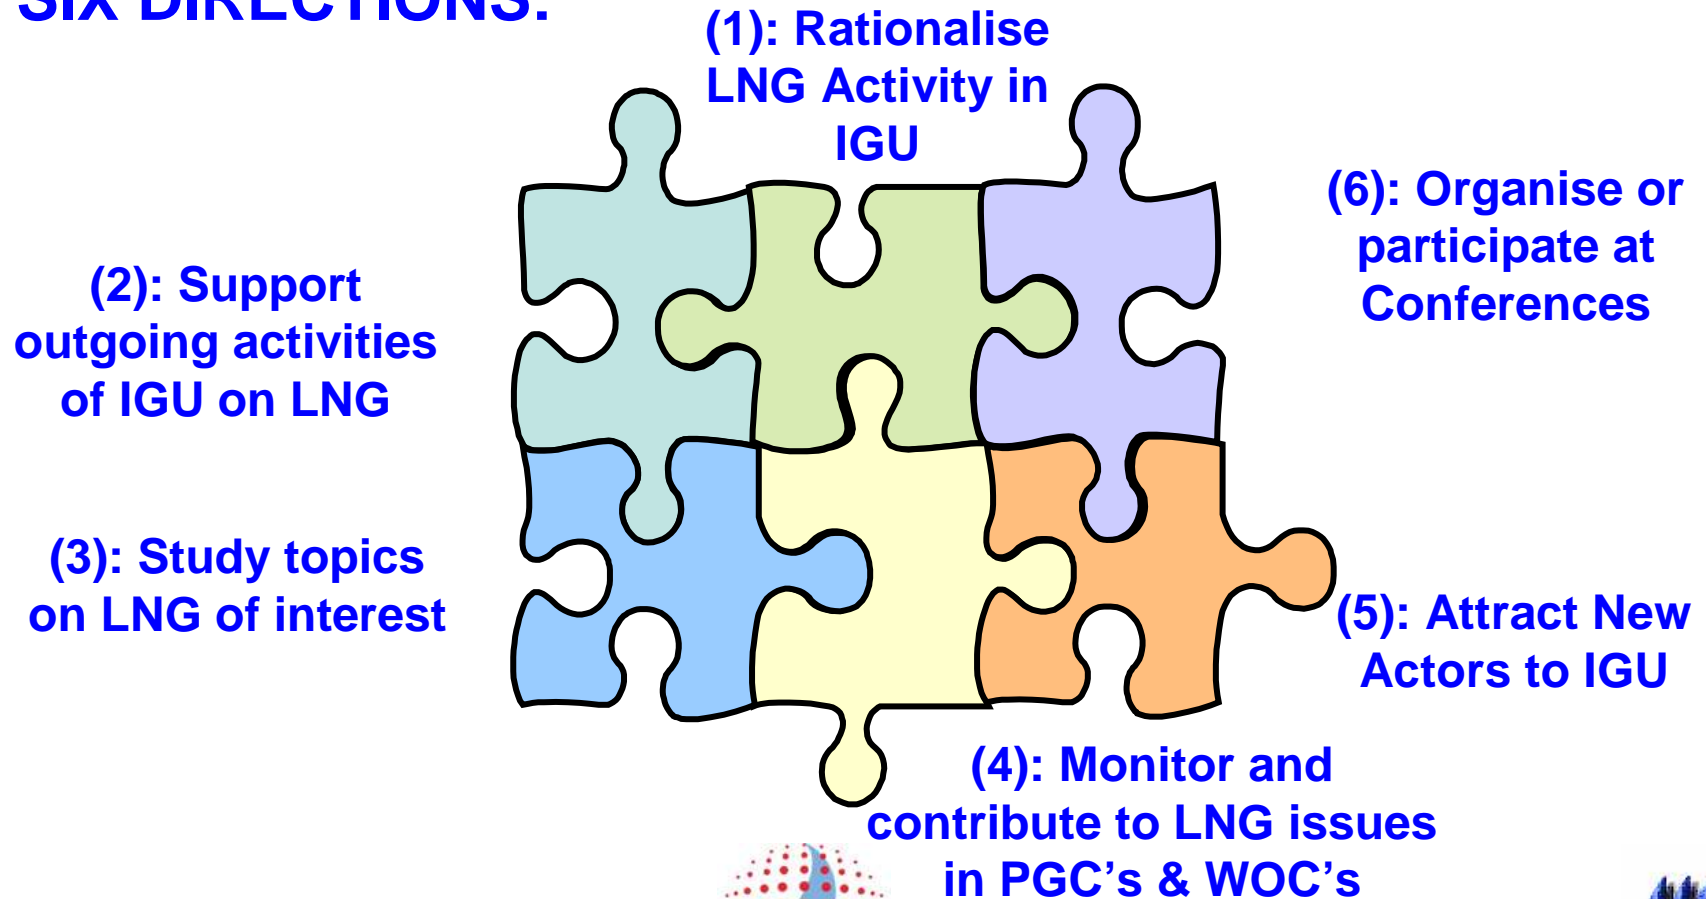 SIX DIRECTIONS:
(1): Rationalise
LNG Activity in
IGU
(2): Support
outgoing activities
of IGU on LNG
(3): Study topics
on LNG of interest
(4): Monitor and
contribute to LNG issues
in PGC’s & WOC’s
(5): Attract New
Actors to IGU
(6): Organise or
participate at
Conferences